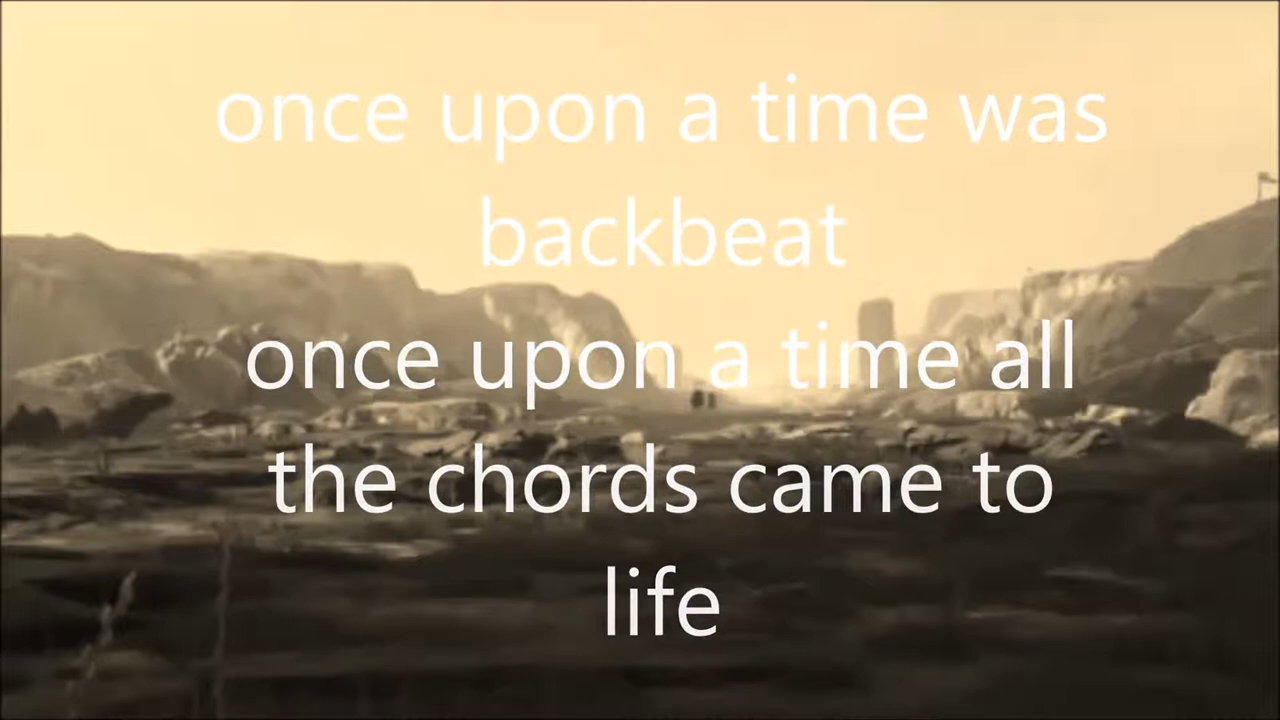 once upon a time was
backbeat
once upon a time all
the chords came to
life